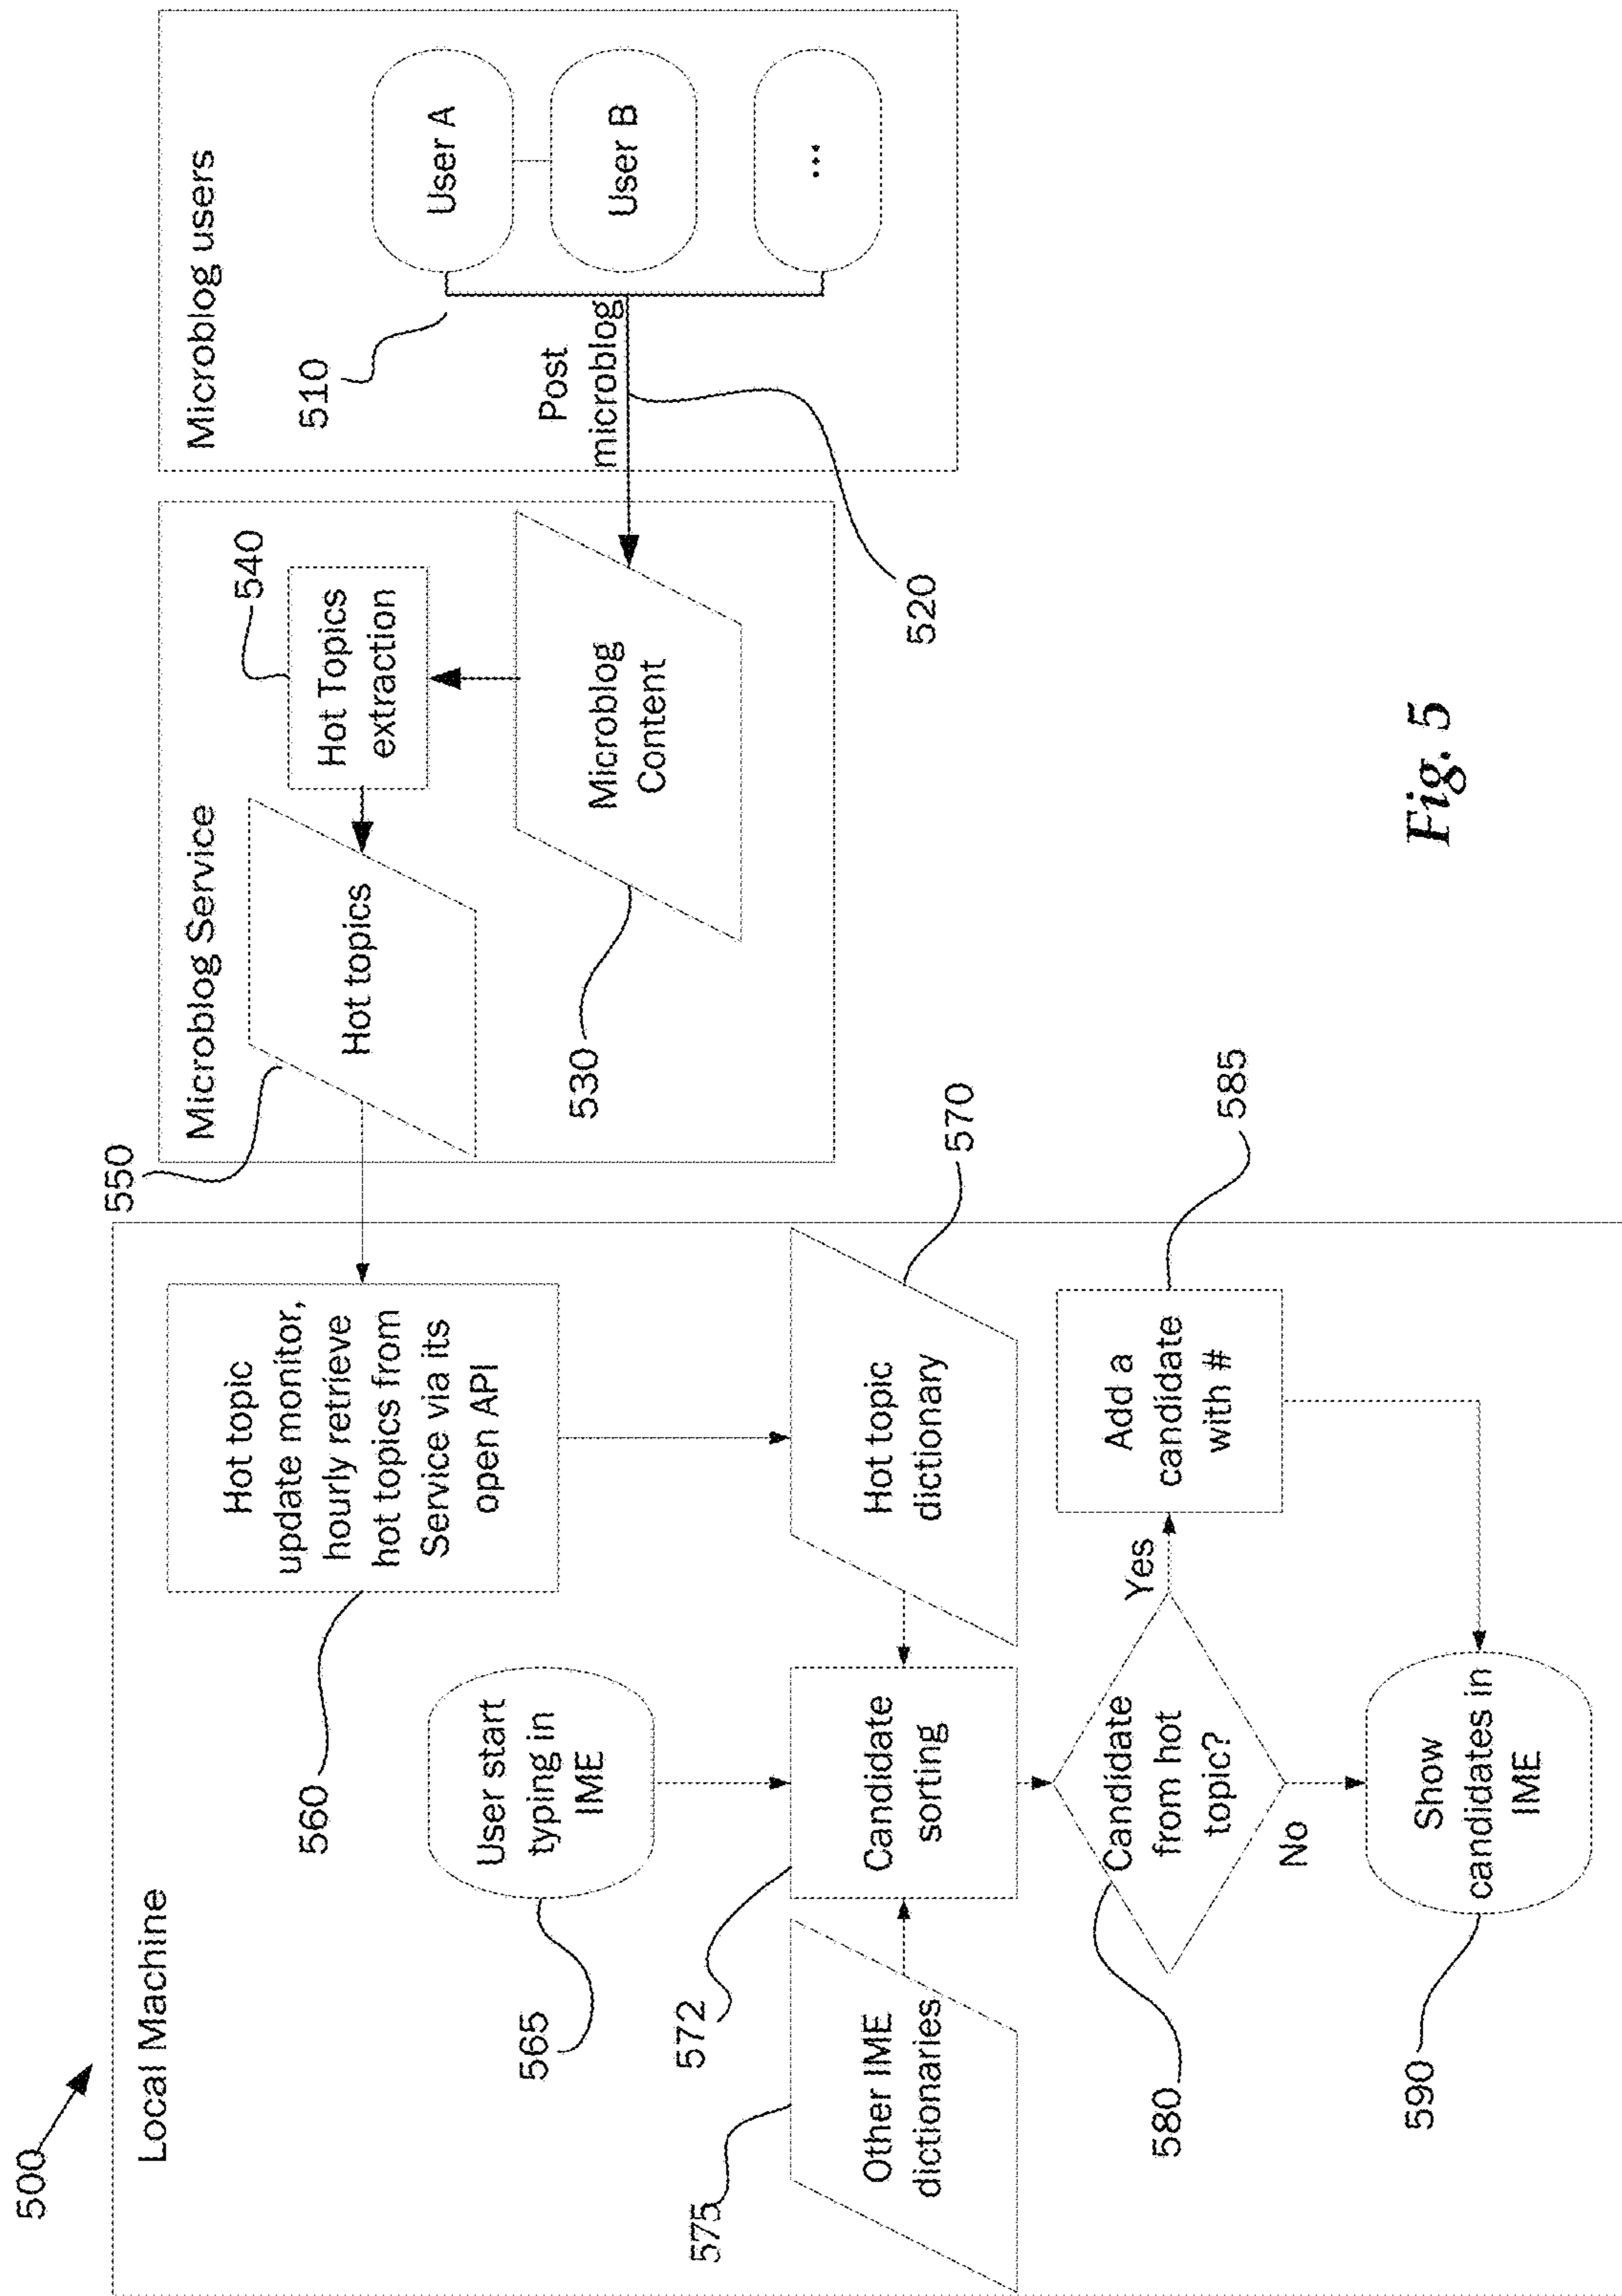 500
Local Machine
560
Hot topic
update monitor,
hourly retrieve
hot topics from
Service via its
open API
565
User start
typing in
IME
575
Other IME
dictionaries
572
Candidate
sorting
Hot topic
dictionary
570
580
Candidate
from hot
topic?
Yes
No
Add a
candidate
with #
585
590
Show
candidates in
IME
550
Microblog Service
Hot topics
540
Hot Topics
extraction
530
Microblog
Content
520
Microblog users
510
Post
microblog
User A
User B
...
Fig. 5